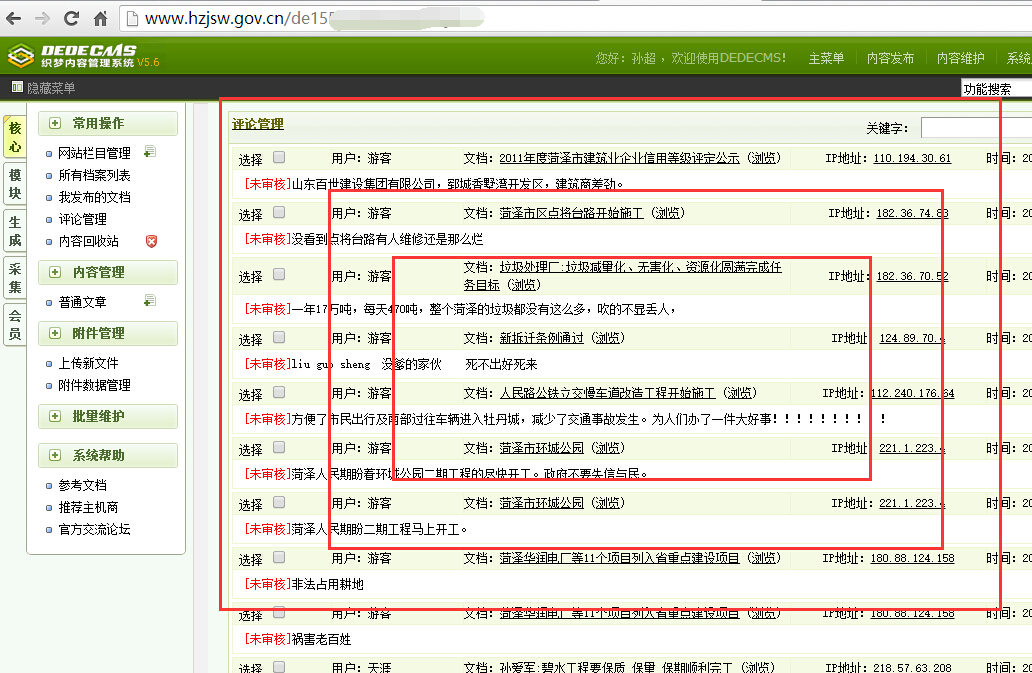 www.hzjsw.gov.cn/de155
DEDECMS
织梦内容管理系统 V5.6
您好：孙超 ，欢迎使用DEDECMS！ 主菜单 内容发布 内容维护 系统
隐藏菜单
功能搜索
核心
模块
生成
采集
会员
常用操作
网站栏目管理
所有档案列表
我发布的文档
评论管理
内容回收站
内容管理
普通文章
附件管理
上传新文件
附件数据管理
批量维护
系统帮助
参考文档
推荐主机商
官方交流论坛
评论管理
关键字：
选择 用户：游客 文档：2011年度菏泽市建筑业企业信用等级评定公示（浏览） IP地址：110.194.30.61 时间：20
[未审核]山东百世建设集团有限公司，郓城香墅湾开发区，建筑商差劲。
选择 用户：游客 文档：菏泽市区点将台路开始施工（浏览） IP地址：182.36.74.83 时间：20
[未审核]没看到点将台路有人维修还是那么烂
选择 用户：游客 文档：垃圾处理厂:垃圾减量化、无害化、资源化圆满完成任
务目标（浏览） IP地址：182.36.70.52 时间：20
[未审核]一年17万吨，每天470吨，整个菏泽的垃圾都没有这么多，吹的不显丢人，
选择 用户：游客 文档：新拆迁条例通过（浏览） IP地址 124.89.70. 时间：20
[未审核]liu guo sheng 没爹的家伙 死不出好死来
选择 用户：游客 文档：人民路公铁立交慢车道改造工程开始施工（浏览） IP地址：112.240.176.64 时间：20
[未审核]方便了市民出行及南部过往车辆进入牡丹城，减少了交通事故发生。为人们办了一件大好事！！！！！！！！ ！
选择 用户：游客 文档：菏泽市环城公园（浏览） IP地址 221.1.223. 时间：20
[未审核]菏泽人民期盼着环城公园二期工程的尽快开工。政府不要失信与民。
选择 用户：游客 文档：菏泽市环城公园（浏览） IP地址：221.1.223. 时间：20
[未审核]菏泽人民期盼二期工程马上开工。
选择 用户：游客 文档：菏泽华润电厂等11个项目列入省重点建设项目（浏览） IP地址：180.88.124.158 时间：20
[未审核]非法占用耕地
选择 用户：游客 文档：菏泽华润电厂等11个项目列入省重点建设项目（浏览） IP地址：180.88.124.158 时间：20
[未审核]祸害老百姓
选择 用户：天涯 文档：孙爱军:碧水工程要保质 保量 保期顺利完工（浏览） IP地址：218.57.63.208 时间：20